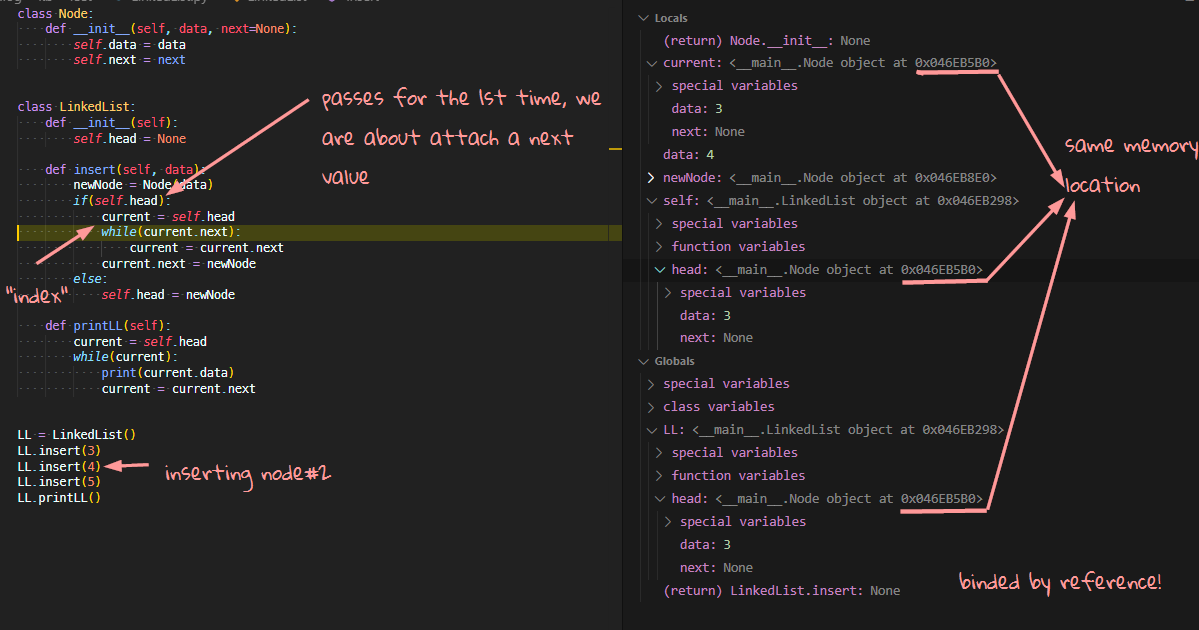 class Node:
def __init__(self, data, next=None):
self.data = data
self.next = next
class LinkedList:
def __init__(self):
self.head = None
def insert(self, data):
newNode = Node(data)
if(self.head):
current = self.head
while(current.next):
current = current.next
current.next = newNode
else:
self.head = newNode
def printLL(self):
current = self.head
while(current):
print(current.data)
current = current.next
LL = LinkedList()
LL.insert(3)
LL.insert(4)
LL.insert(5)
LL.printLL()
passes for the 1st time, we
are about attach a next
value
"index"
inserting node#2
Locals
(return) Node.__init__: None
current: <__main__.Node object at 0x046EB5B0>
special variables
data: 3
next: None
data: 4
newNode: <__main__.Node object at 0x046EB8E0>
self: <__main__.LinkedList object at 0x046EB298>
special variables
function variables
head: <__main__.Node object at 0x046EB5B0>
special variables
data: 3
next: None
Globals
special variables
class variables
LL: <__main__.LinkedList object at 0x046EB298>
special variables
function variables
head: <__main__.Node object at 0x046EB5B0>
special variables
data: 3
next: None
(return) LinkedList.insert: None
same memory
location
binded by reference!